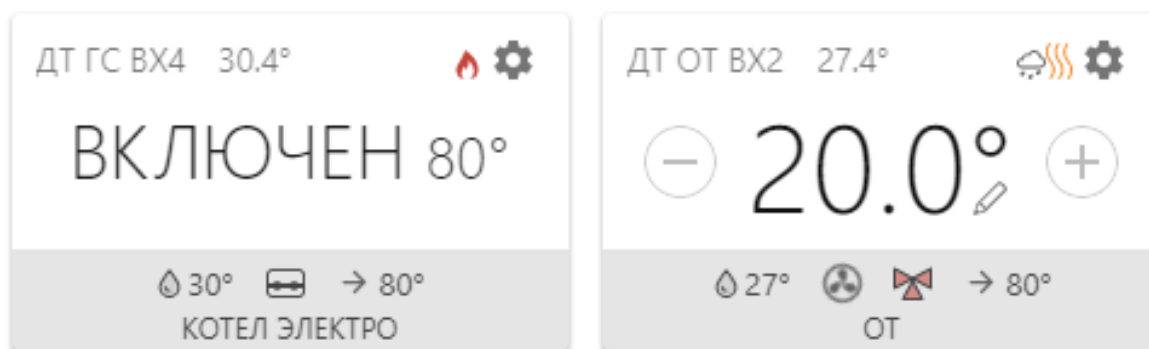 ДТ ГС ВХ4 30.4°
ВКЛЮЧЕН 80°
30° → 80°
КОТЕЛ ЭЛЕКТРО
ДТ ОТ ВХ2 27.4°
20.0°
27° → 80°
ОТ